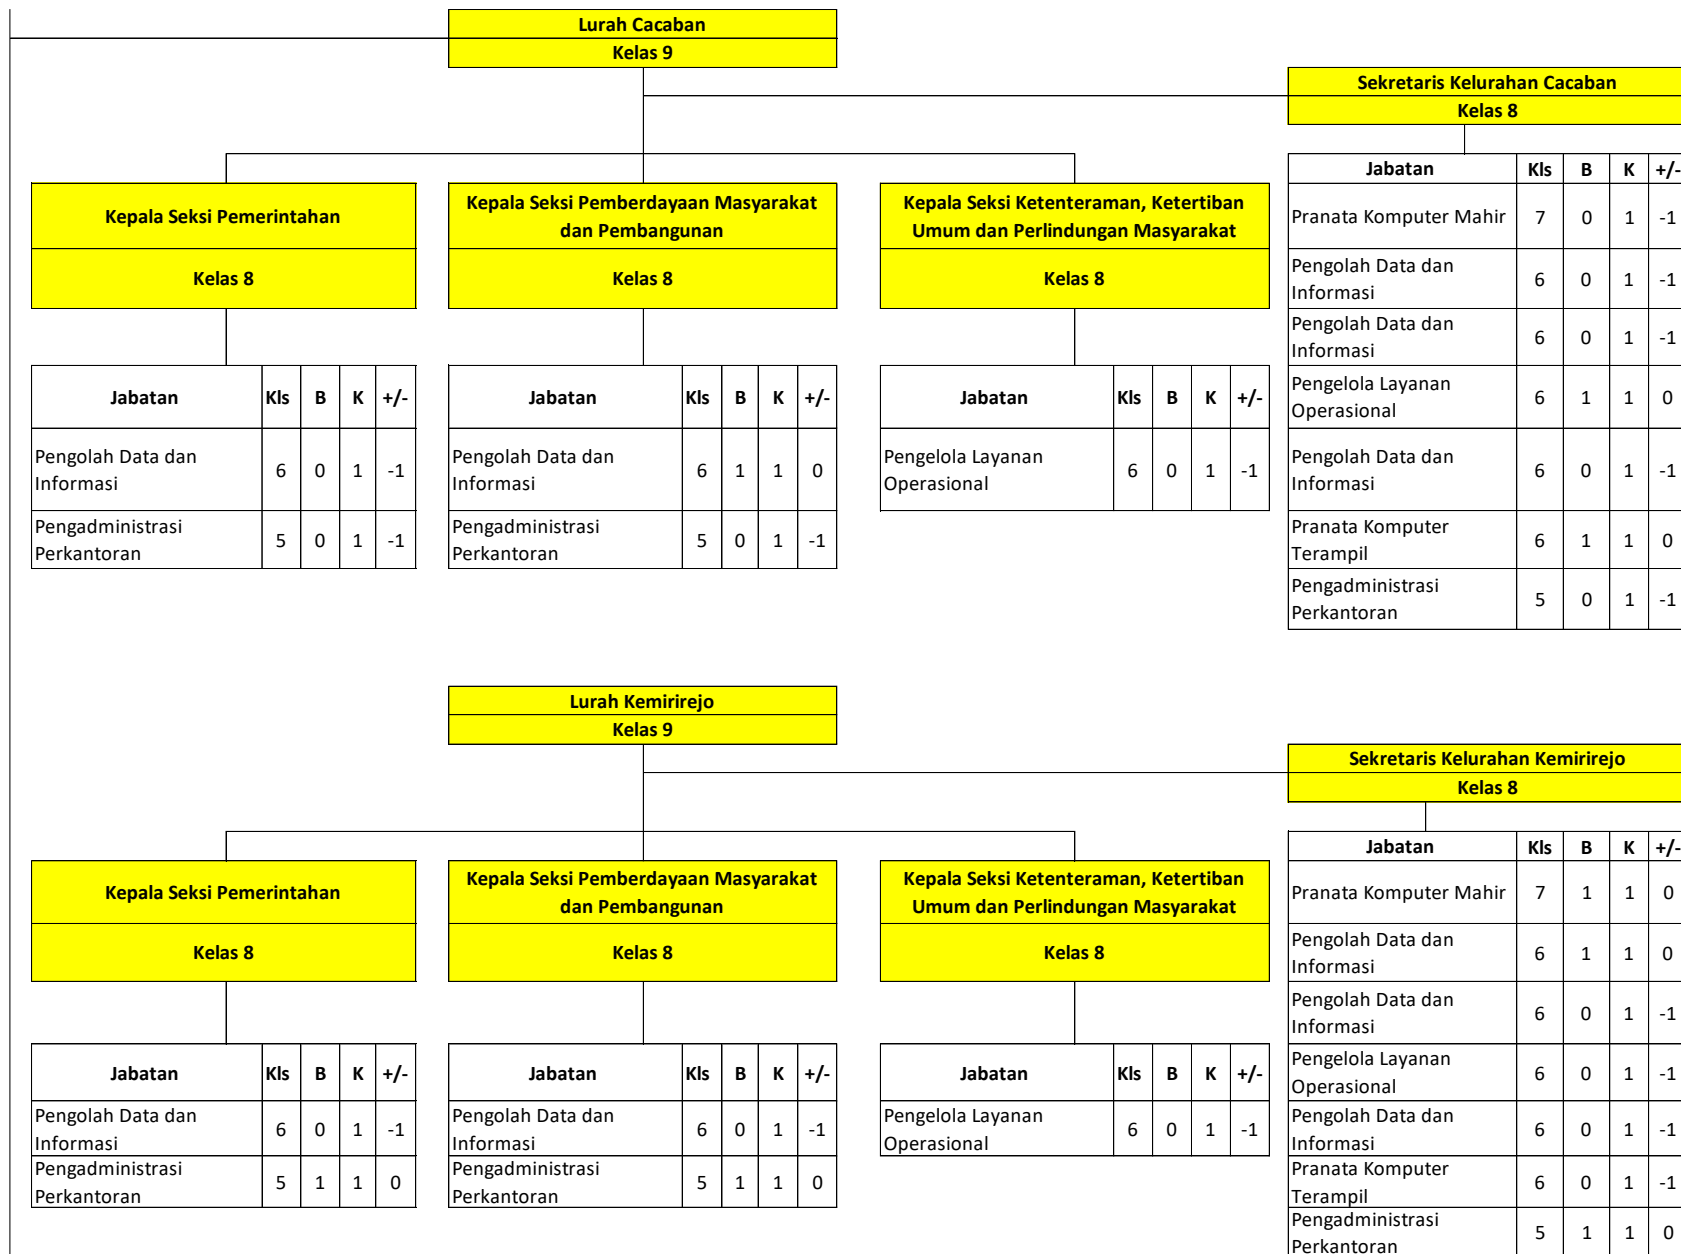 Lurah Cacaban
Kelas 9
Sekretaris Kelurahan Cacaban
Kelas 8
Kepala Seksi Pemerintahan
Kelas 8
Kepala Seksi Pemberdayaan Masyarakat
dan Pembangunan
Kelas 8
Kepala Seksi Ketenteraman, Ketertiban
Umum dan Perlindungan Masyarakat
Kelas 8
Jabatan Kls B K +/-
Pengolah Data dan
Informasi 6 0 1 -1
Pengadministrasi
Perkantoran 5 0 1 -1
Jabatan Kls B K +/-
Pengolah Data dan
Informasi 6 1 1 0
Pengadministrasi
Perkantoran 5 0 1 -1
Jabatan Kls B K +/-
Pengelola Layanan
Operasional 6 0 1 -1
Jabatan Kls B K +/-
Pranata Komputer Mahir 7 0 1 -1
Pengolah Data dan
Informasi 6 0 1 -1
Pengolah Data dan
Informasi 6 0 1 -1
Pengelola Layanan
Operasional 6 1 1 0
Pengolah Data dan
Informasi 6 0 1 -1
Pranata Komputer
Terampil 6 1 1 0
Pengadministrasi
Perkantoran 5 0 1 -1
Lurah Kemirirejo
Kelas 9
Sekretaris Kelurahan Kemirirejo
Kelas 8
Kepala Seksi Pemerintahan
Kelas 8
Kepala Seksi Pemberdayaan Masyarakat
dan Pembangunan
Kelas 8
Kepala Seksi Ketenteraman, Ketertiban
Umum dan Perlindungan Masyarakat
Kelas 8
Jabatan Kls B K +/-
Pengolah Data dan
Informasi 6 0 1 -1
Pengadministrasi
Perkantoran 5 1 1 0
Jabatan Kls B K +/-
Pengolah Data dan
Informasi 6 0 1 -1
Pengadministrasi
Perkantoran 5 1 1 0
Jabatan Kls B K +/-
Pengelola Layanan
Operasional 6 0 1 -1
Jabatan Kls B K +/-
Pranata Komputer Mahir 7 1 1 0
Pengolah Data dan
Informasi 6 1 1 0
Pengolah Data dan
Informasi 6 0 1 -1
Pengelola Layanan
Operasional 6 0 1 -1
Pengolah Data dan
Informasi 6 0 1 -1
Pranata Komputer
Terampil 6 0 1 -1
Pengadministrasi
Perkantoran 5 1 1 0